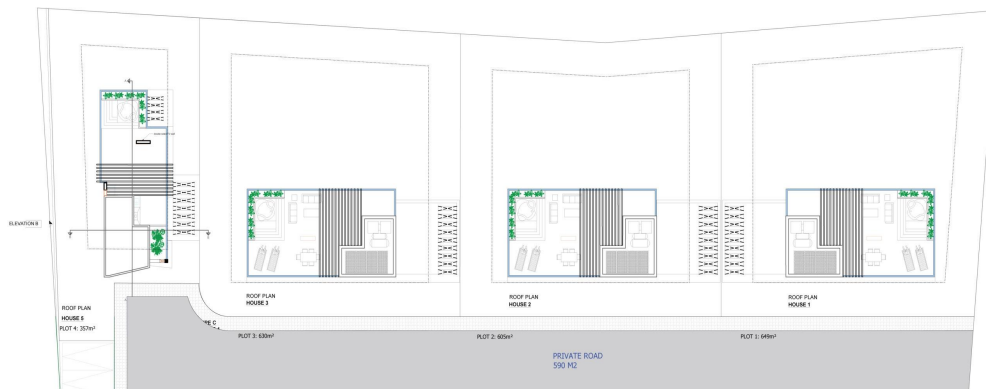 ELEVATION B
ROOF PLAN
HOUSE 5
PLOT 4: 357m²
ROOF PLAN
HOUSE 3
PLOT 3: 630m²
ROOF PLAN
HOUSE 2
PLOT 2: 605m²
ROOF PLAN
HOUSE 1
PLOT 1: 649m²
PRIVATE ROAD
590 M2